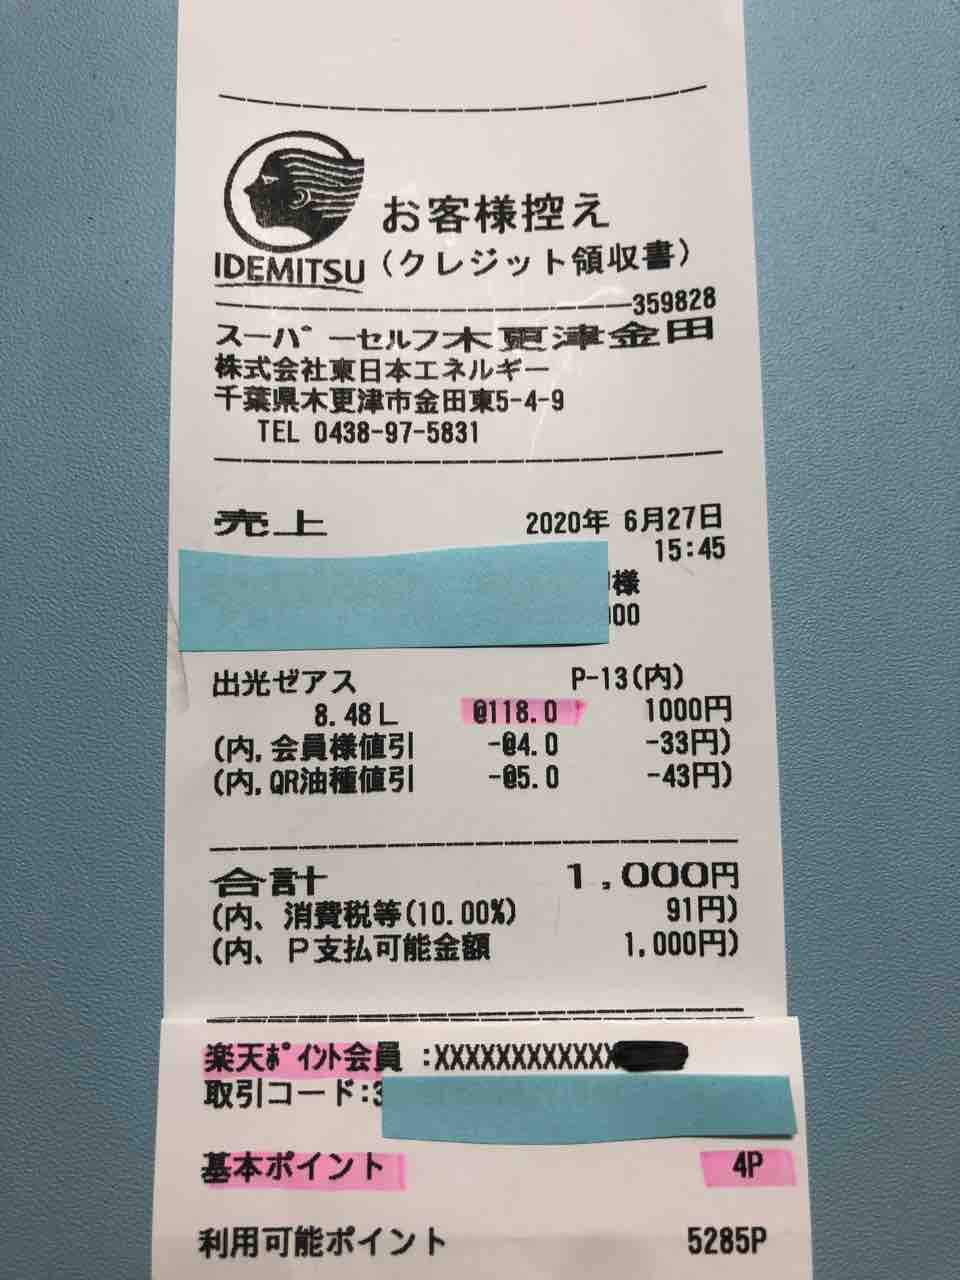 IDEMITSU
お客様控え
(クレジット領収書)
359828
スーパーセルフ木更津金田
株式会社東日本エネルギー
千葉県木更津市金田東5-4-9
TEL 0438-97-5831
売上 2020年 6月27日
15:45
様
00
出光ゼアス P-13(内)
8.48L @118.0 1000円
(内,会員様値引 -@4.0 -33円)
(内,QR油種値引 -@5.0 -43円)
合計 1,000円
(内、消費税等(10.00%) 91円)
(内、P支払可能金額 1,000円)
楽天ポイント会員 :XXXXXXXXXXXX
取引コード:3
基本ポイント 4P
利用可能ポイント 5285P